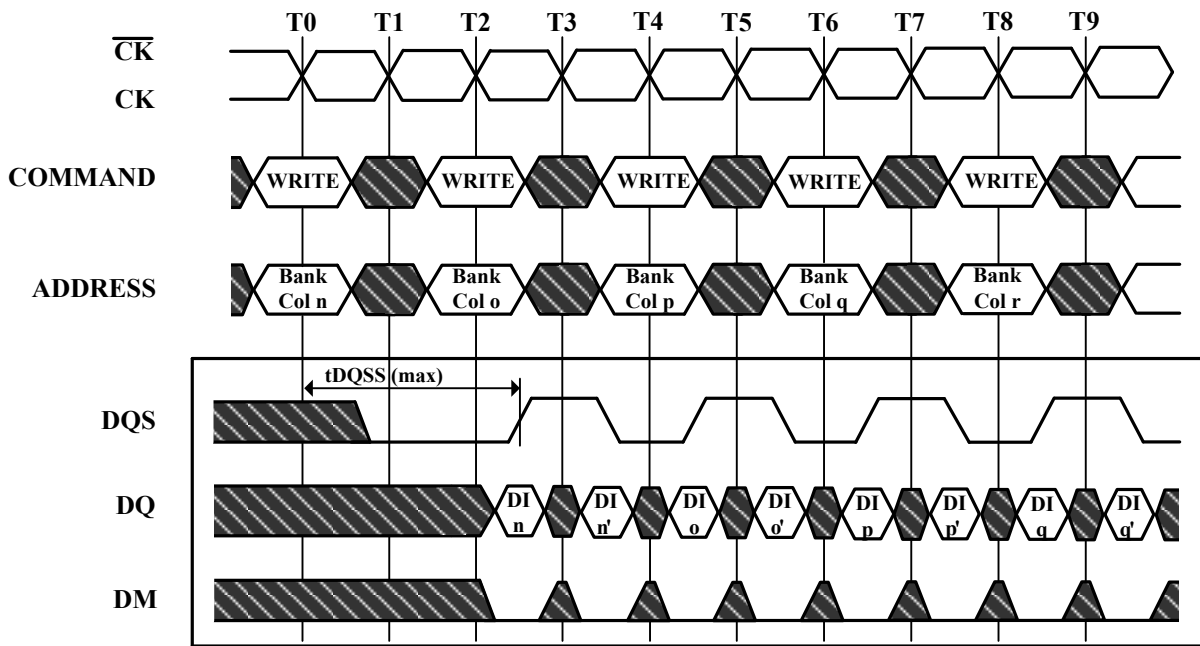 T0 T1 T2 T3 T4 T5 T6 T7 T8 T9
CK
CK
COMMAND WRITE WRITE WRITE WRITE WRITE
ADDRESS
Bank Bank Bank Bank Bank
Col n Col o Col p Col q Col r
tDQSS (max)
DQS
DQ
DI DI DI DI DI DI DI DI
n n' o o' p p' q q'
DM